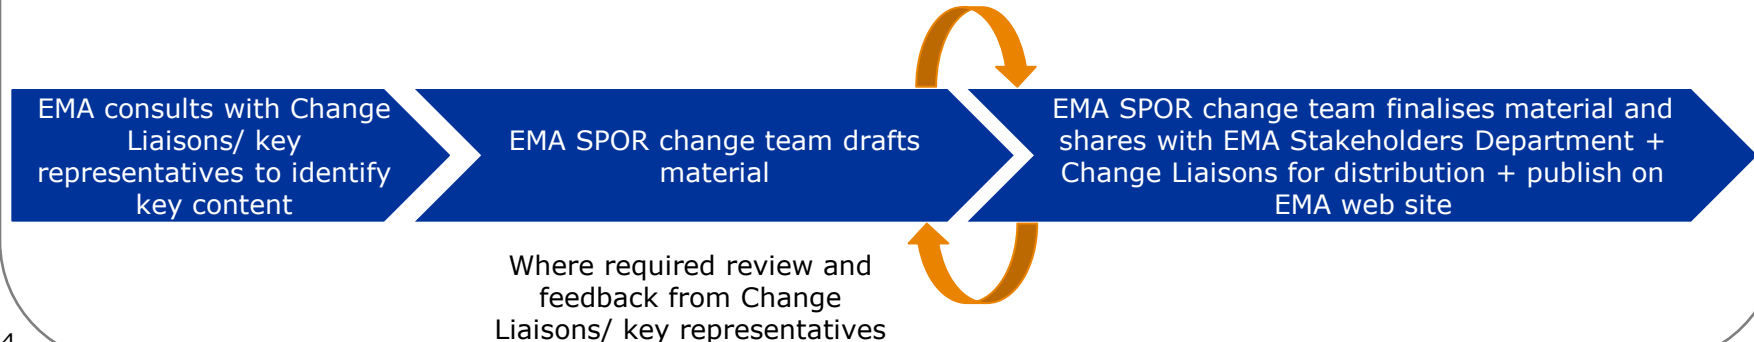 EMA consults with Change
Liaisons/ key
representatives to identify
key content
EMA SPOR change team drafts
material
EMA SPOR change team finalises material and
shares with EMA Stakeholders Department +
Change Liaisons for distribution + publish on
EMA web site
Where required review and
feedback from Change
Liaisons/ key representatives
4